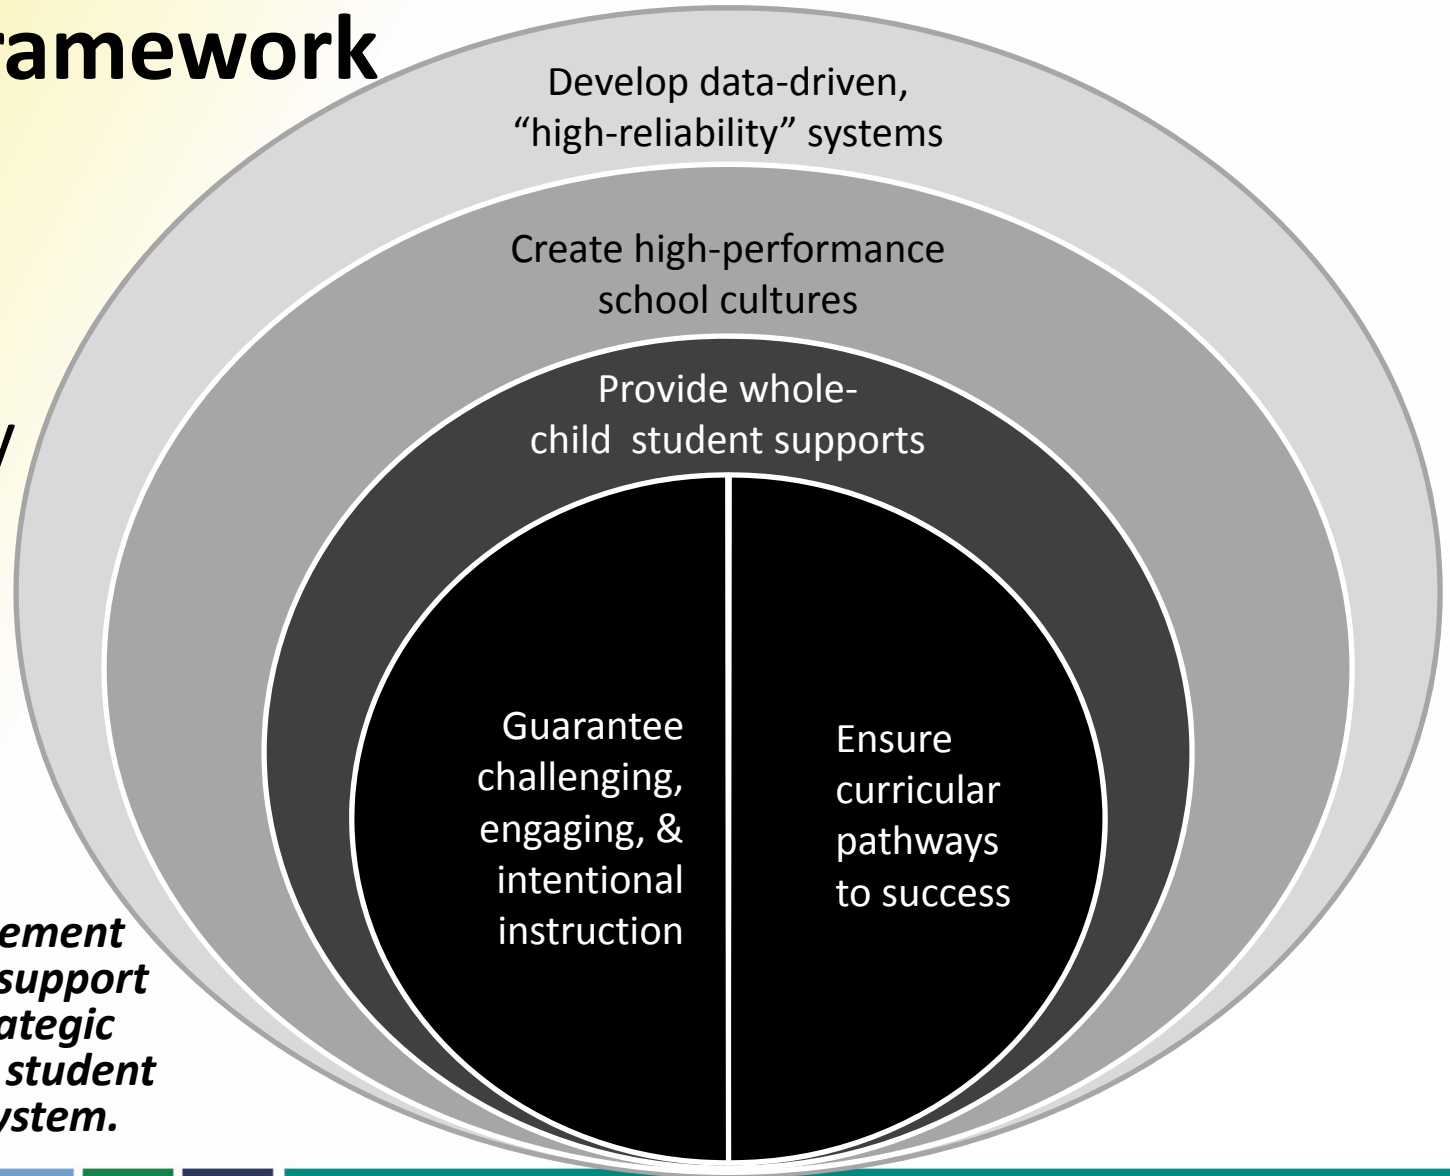 ramework
Develop data-driven,
“high-reliability” systems
Create high-performance
school cultures
Provide whole-
child  student supports
Guarantee
challenging,
engaging, &
intentional
instruction
Ensure
curricular
pathways
to success
ement
support
ategic
student
ystem.